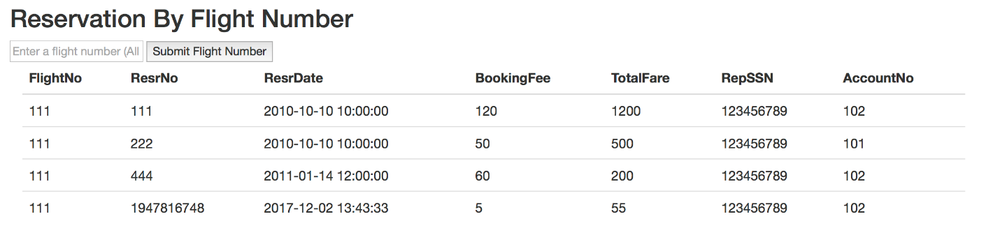 Reservation By Flight Number
Enter a flight number (All Submit Flight Number
FlightNo ResrNo ResrDate BookingFee TotalFare RepSSN AccountNo
111 111 2010-10-10 10:00:00 120 1200 123456789 102
111 222 2010-10-10 10:00:00 50 500 123456789 101
111 444 2011-01-14 12:00:00 60 200 123456789 102
111 1947816748 2017-12-02 13:43:33 5 55 123456789 102